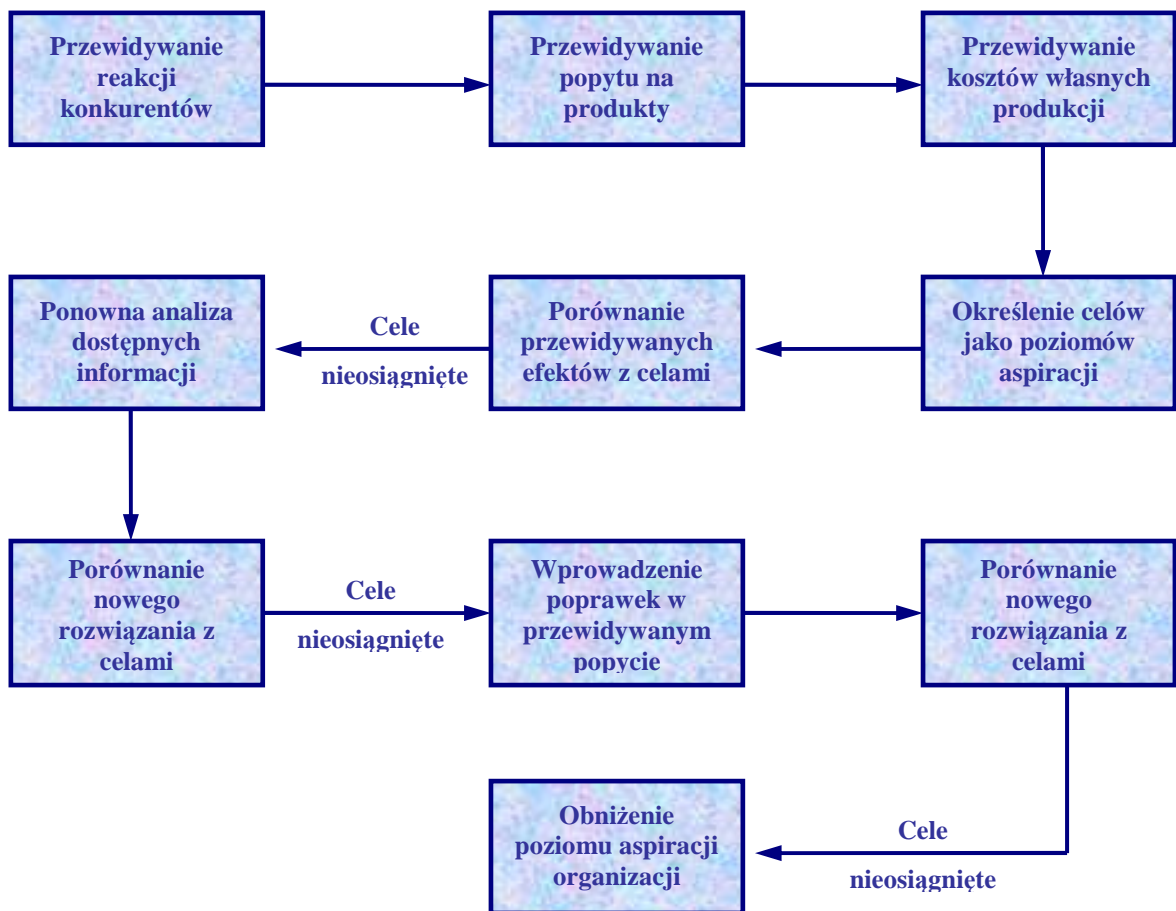 Przewidywanie
reakcji
konkurentów
Przewidywanie
popytu na
produkty
Przewidywanie
kosztów własnych
produkcji
Określenie celów
jako poziomów
aspiracji
Porównanie
przewidywanych
efektów z celami
Cele
nieosiągnięte
Ponowna analiza
dostępnych
informacji
Porównanie
nowego
rozwiązania z
celami
Cele
nieosiągnięte
Wprowadzenie
poprawek w
przewidywanym
popycie
Porównanie
nowego
rozwiązania z
celami
Cele
nieosiągnięte
Obniżenie
poziomu aspiracji
organizacji